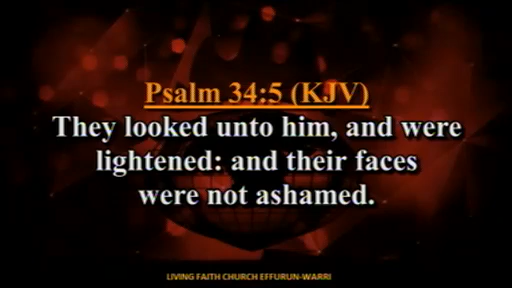 Psalm 34:5 (KJV)
They looked unto him, and were
lightened: and their faces
were not ashamed.
LIVING FAITH CHURCH EFFURUN-WARRI